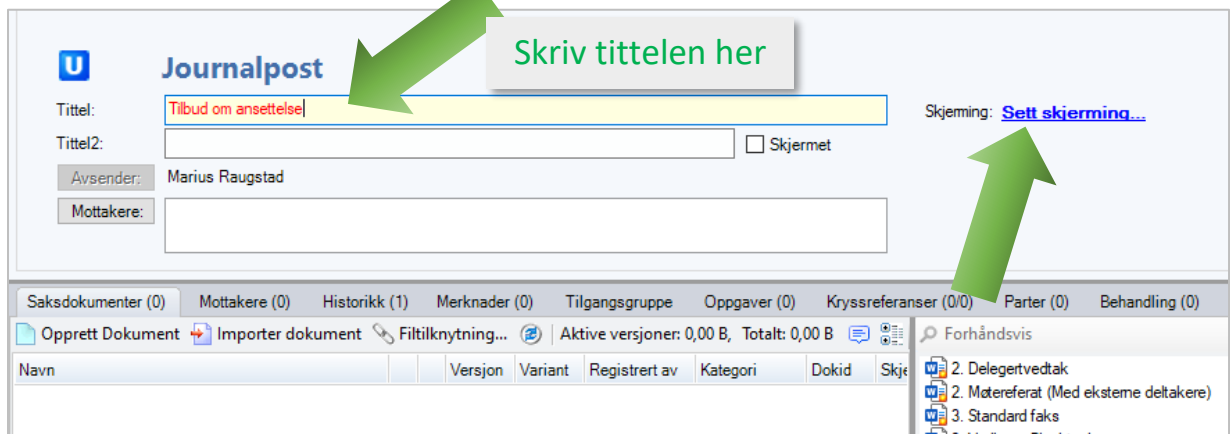 Skriv tittelen her
U Journalpost
Tittel: Tilbud om ansettelse Skjerming: Sett skjerming...
Tittel2: Skjermet
Avsender: Marius Raugstad
Mottakere:
Saksdokumenter (0) Mottakere (0) Historikk (1) Merknader (0) Tilgangsgruppe Oppgaver (0) Kryssreferanser (0/0) Parter (0) Behandling (0)
Opprett Dokument Importer dokument Filtilknytning... Aktive versjoner: 0,00 B, Totalt: 0,00 B Forhåndsvis
Navn Versjon Variant Registrert av Kategori Dokid Skje
2. Delegertvedtak
2. Møtereferat (Med eksterne deltakere)
3. Standard faks